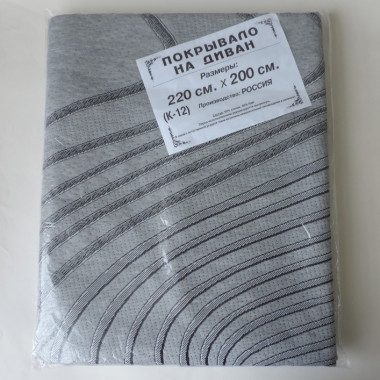 ПОКРЫВАЛО
НА ДИВАН
Размеры:
220 см. х 200 см.
(К-12)
Производство: РОССИЯ